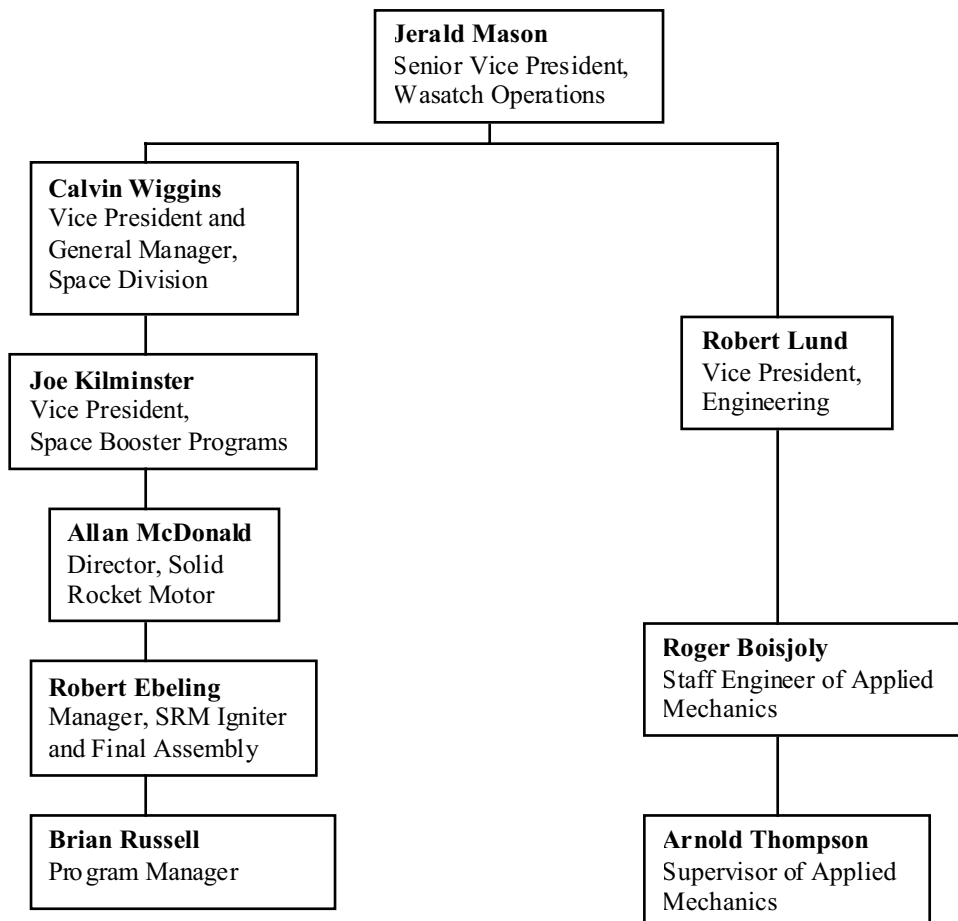 Jerald Mason
Senior Vice President,
Wasatch Operations
Calvin Wiggins
Vice President and
General Manager,
Space Division
Joe Kilminster
Vice President,
Space Booster Programs
Allan McDonald
Director, Solid
Rocket Motor
Robert Ebeling
Manager, SRM Igniter
and Final Assembly
Brian Russell
Program Manager
Robert Lund
Vice President,
Engineering
Roger Boisjoly
Staff Engineer of Applied
Mechanics
Arnold Thompson
Supervisor of Applied
Mechanics